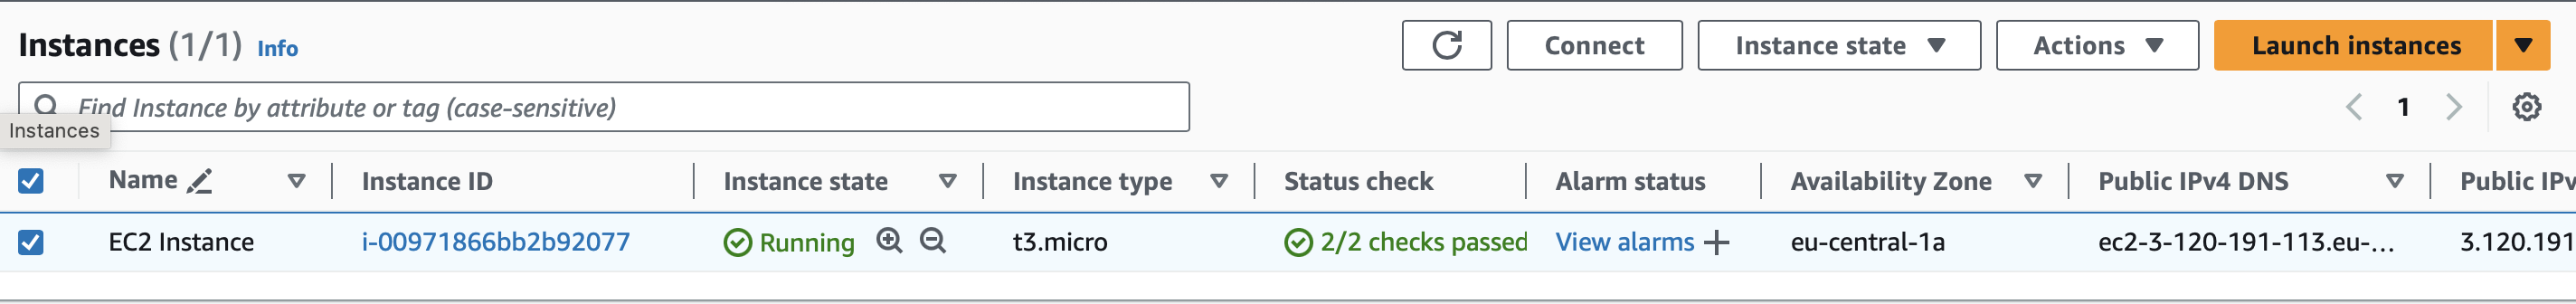 Instances (1/1) Info Connect Instance state Actions Launch instances
Find Instance by attribute or tag (case-sensitive) 1
Instances
Name Instance ID Instance state Instance type Status check Alarm status Availability Zone Public IPv4 DNS Public IPv
EC2 Instance i-00971866bb2b92077 Running t3.micro 2/2 checks passed View alarms eu-central-1a ec2-3-120-191-113.eu-... 3.120.191